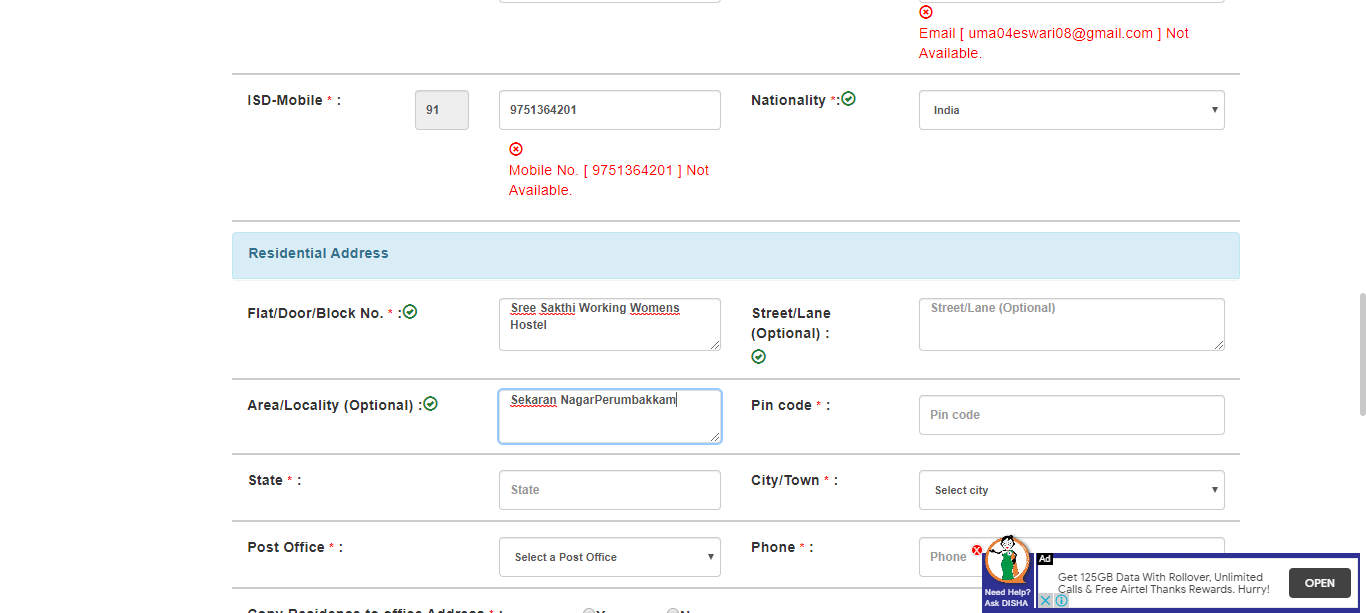 Email [ uma04eswari08@gmail.com ] Not
Available.
ISD-Mobile * :
91
9751364201
Nationality *:
India
Mobile No. [ 9751364201 ] Not
Available.
Residential Address
Flat/Door/Block No. * :
Sree Sakthi Working Womens
Hostel
Street/Lane
(Optional) :
Street/Lane (Optional)
Area/Locality (Optional) :
Sekaran NagarPerumbakkam
Pin code * :
Pin code
State * :
State
City/Town * :
Select city
Post Office * :
Select a Post Office
Phone * :
Phone
Need Help?
Ask DISHA
Ad
Get 125GB Data With Rollover, Unlimited
Calls & Free Airtel Thanks Rewards. Hurry!
OPEN
Copy Residence to office Address * :